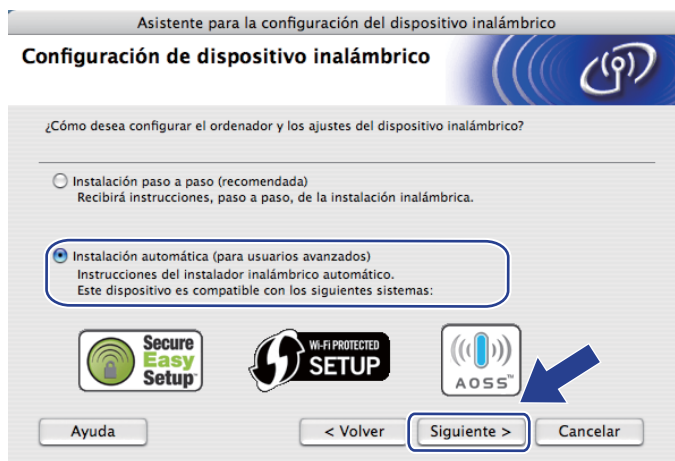 Asistente para la configuración del dispositivo inalámbrico
Configuración de dispositivo inalámbrico
¿Cómo desea configurar el ordenador y los ajustes del dispositivo inalámbrico?
Instalación paso a paso (recomendada)
Recibirá instrucciones, paso a paso, de la instalación inalámbrica.
Instalación automática (para usuarios avanzados)
Instrucciones del instalador inalámbrico automático.
Este dispositivo es compatible con los siguientes sistemas:
Secure
Easy
Setup™
Wi-Fi PROTECTED
SETUP
AOSS™
Ayuda
< Volver
Siguiente >
Cancelar